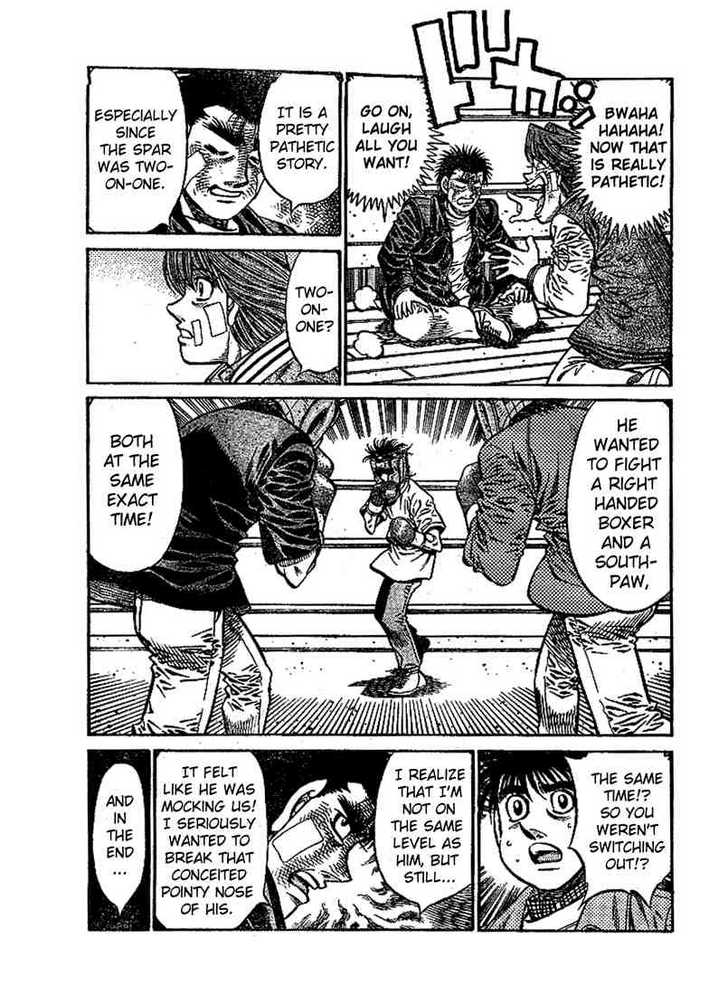 ドッ
BWAHA
HAHAHA!
NOW THAT
IS REALLY
PATHETIC!
GO ON,
LAUGH
ALL YOU
WANT!
IT IS A
PRETTY
PATHETIC
STORY.
ESPECIALLY
SINCE
THE SPAR
WAS TWO-
ON-ONE.
TWO-
ON-
ONE?
HE
WANTED
TO FIGHT
A RIGHT
HANDED
BOXER
AND A
SOUTH-
PAW,
BOTH
AT THE
SAME
EXACT
TIME!
THE SAME
TIME!?
SO YOU
WEREN'T
SWITCHING
OUT!?
I REALIZE
THAT I'M
NOT ON
THE SAME
LEVEL AS
HIM, BUT
STILL...
IT FELT
LIKE HE WAS
MOCKING US!
I SERIOUSLY
WANTED TO
BREAK THAT
CONCEITED
POINTY NOSE
OF HIS.
AND
IN THE
END
...